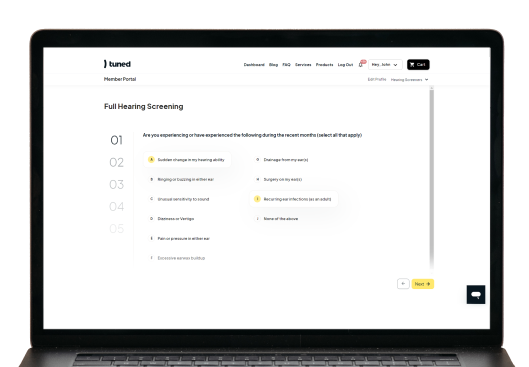 tuned
Dashboard Blog FAQ Services Products Log Out Hey, John Cart
Member Portal
Edit Profile Hearing Screeners
Full Hearing Screening
01
02
03
04
05
Are you experiencing or have experienced the following during the recent months (select all that apply)
A Sudden change in my hearing ability
B Ringing or buzzing in either ear
C Unusual sensitivity to sound
D Dizziness or Vertigo
E Pain or pressure in either ear
F Excessive earwax buildup
G Drainage from my ear(s)
H Surgery on my ear(s)
I Recurring ear infections (as an adult)
J None of the above
Next